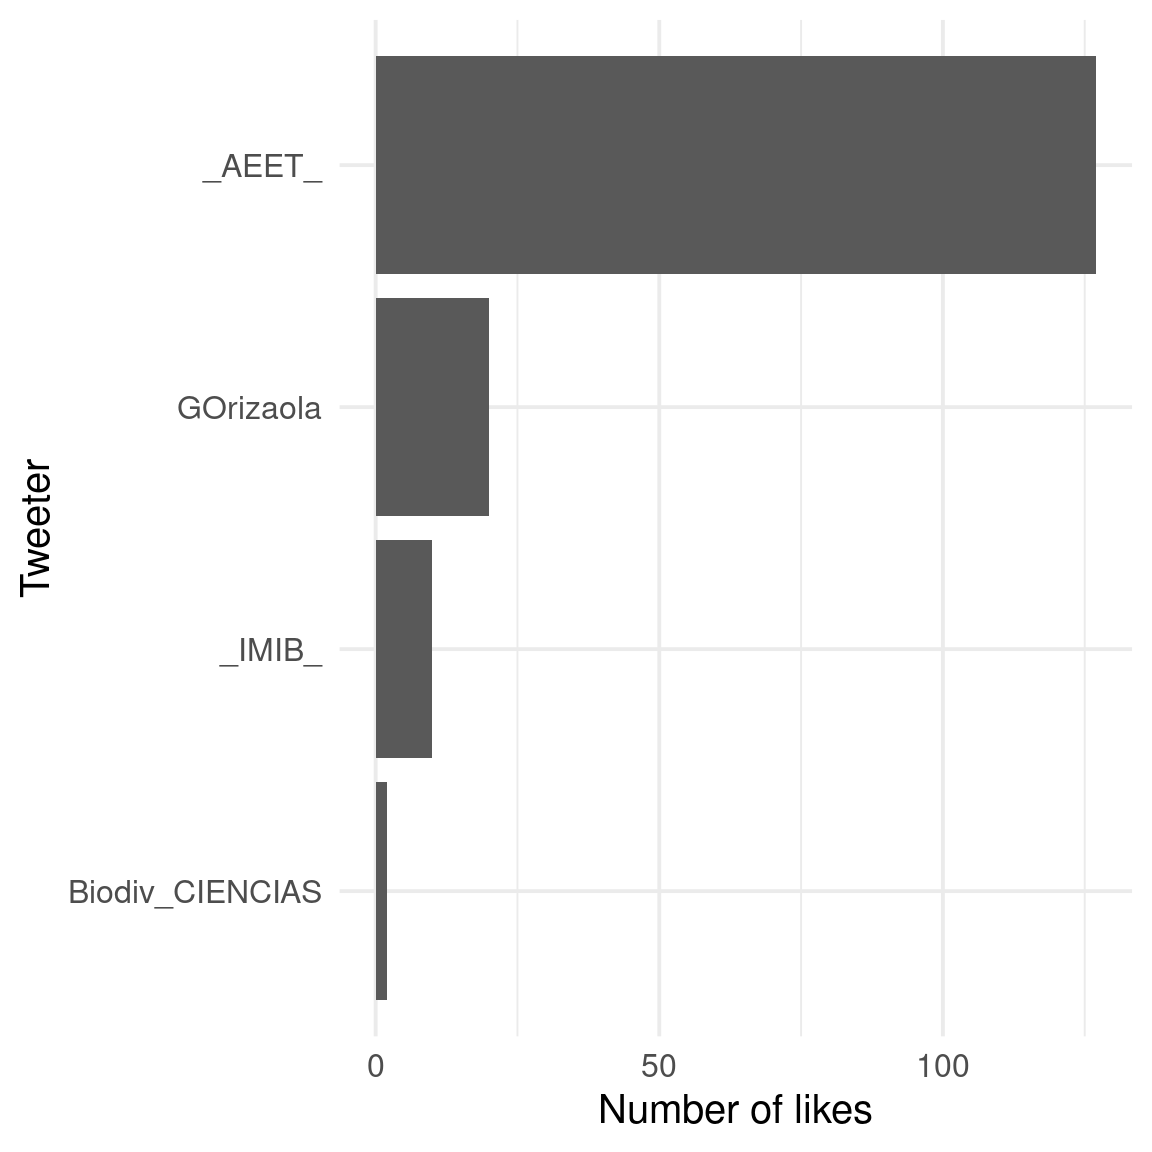 _AEET_
GOrizaola
_IMIB_
Biodiv_CIENCIAS
Tweeter
0 50 100
Number of likes